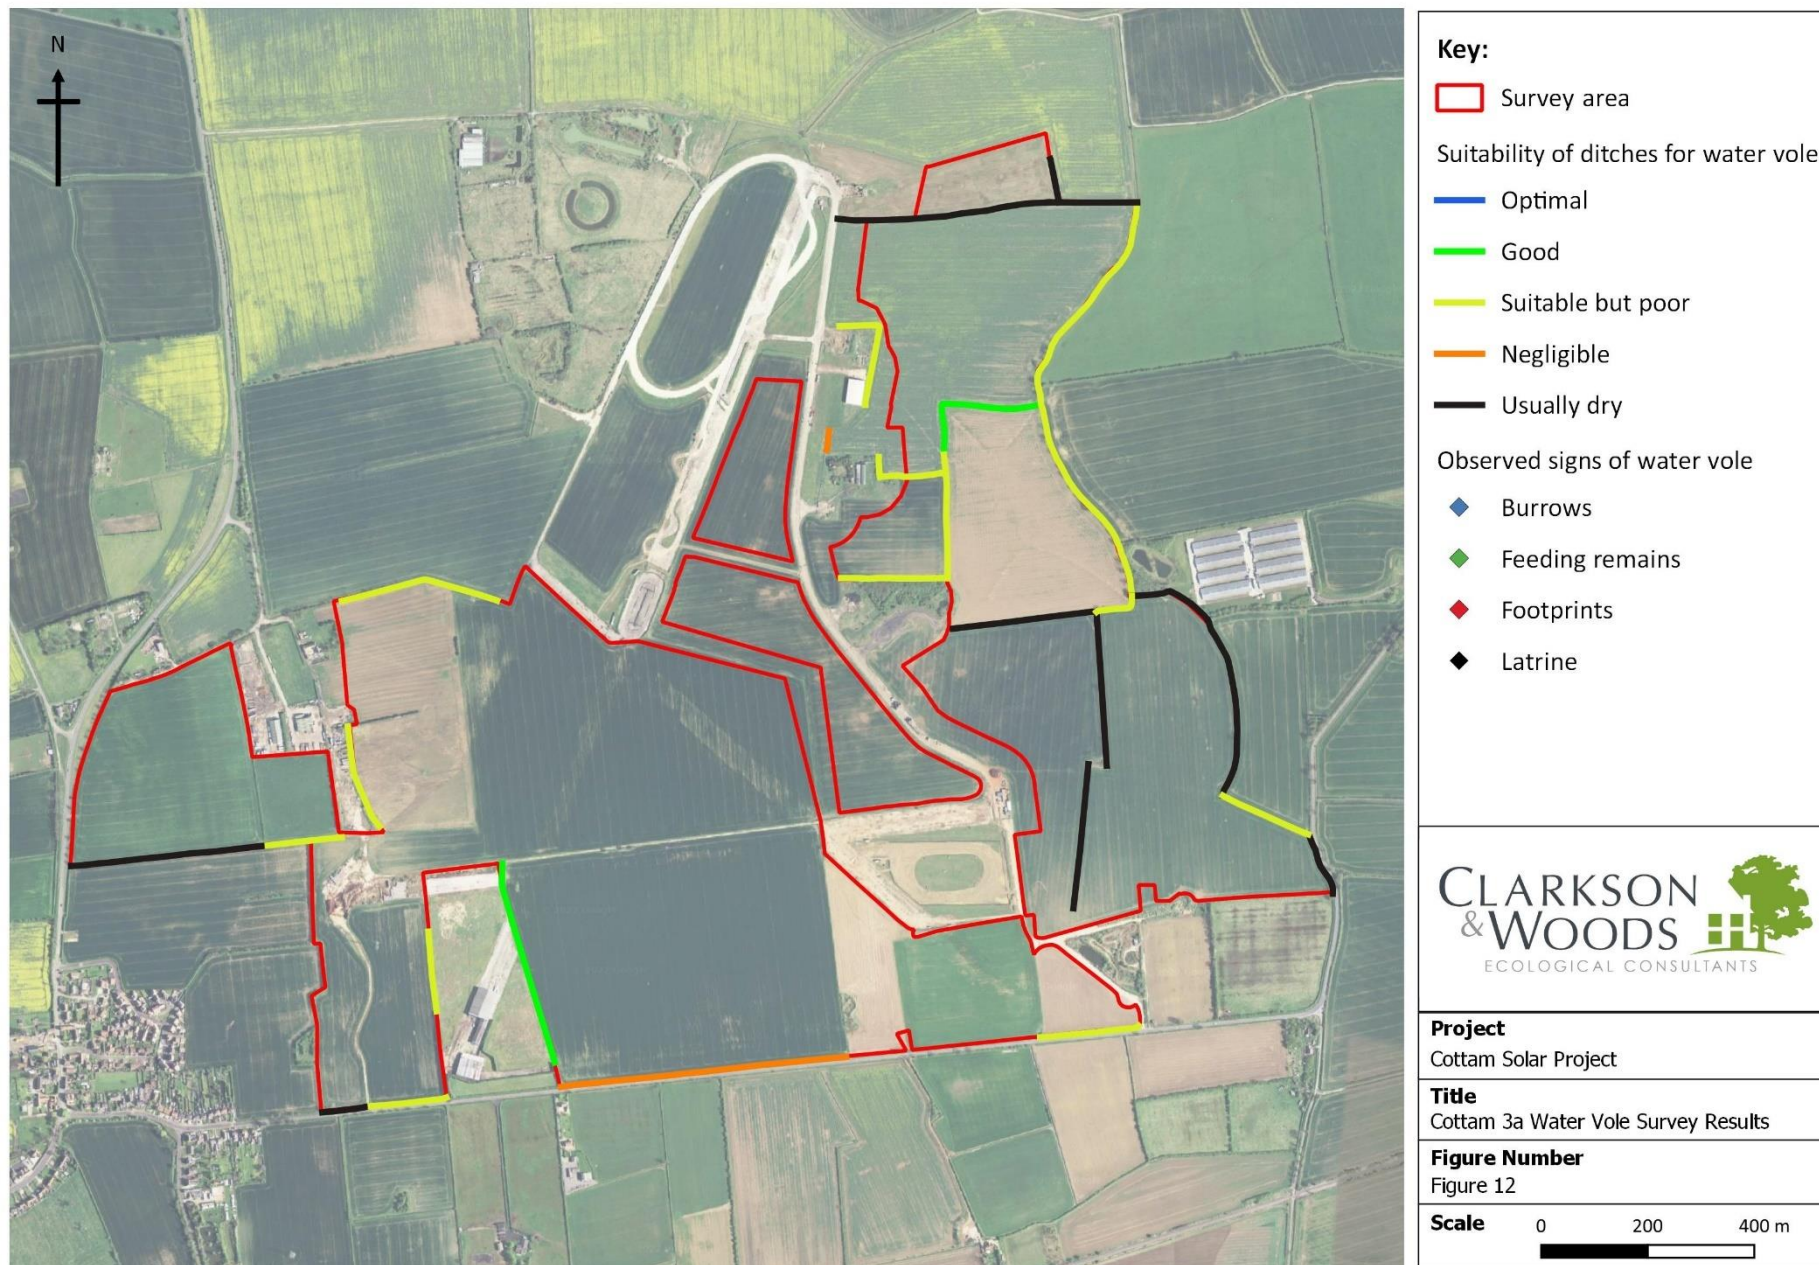 N
Key:
Survey area
Suitability of ditches for water vole
Optimal
Good
Suitable but poor
Negligible
Usually dry
Observed signs of water vole
Burrows
Feeding remains
Footprints
Latrine
CLARKSON
& WOODS
ECOLOGICAL CONSULTANTS
Project
Cottam Solar Project
Title
Cottam 3a Water Vole Survey Results
Figure Number
Figure 12
Scale 0 200 400 m